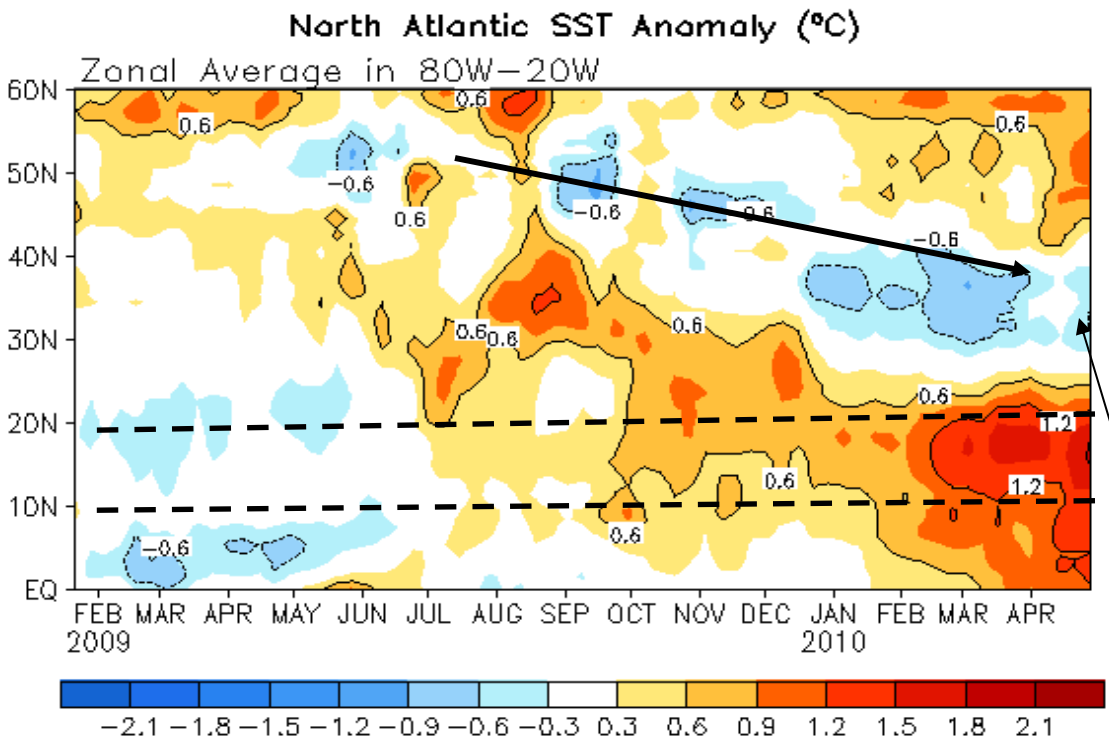 North Atlantic SST Anomaly (ºC)
Zonal Average in 80W-20W
60N
50N
40N
30N
20N
10N
EQ
0.6
0.6
0.6
-0.6
0.6
-0.6
-0.6
0.6
0.6
0.6
0.6
1.2
1.2
0.6
0.6
-0.6
FEB MAR APR MAY JUN JUL AUG SEP OCT NOV DEC JAN FEB MAR APR
2009 2010
-2.1 -1.8 -1.5 -1.2 -0.9 -0.6 -0.3 0.3 0.6 0.9 1.2 1.5 1.8 2.1